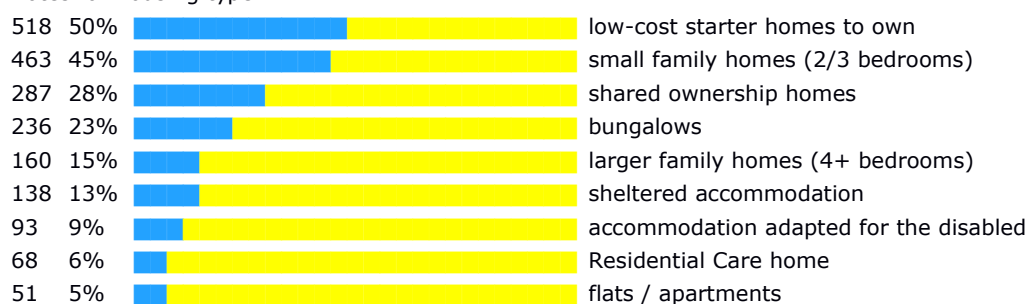 518 50% low-cost starter homes to own
463 45% small family homes (2/3 bedrooms)
287 28% shared ownership homes
236 23% bungalows
160 15% larger family homes (4+ bedrooms)
138 13% sheltered accommodation
93 9% accommodation adapted for the disabled
68 6% Residential Care home
51 5% flats / apartments